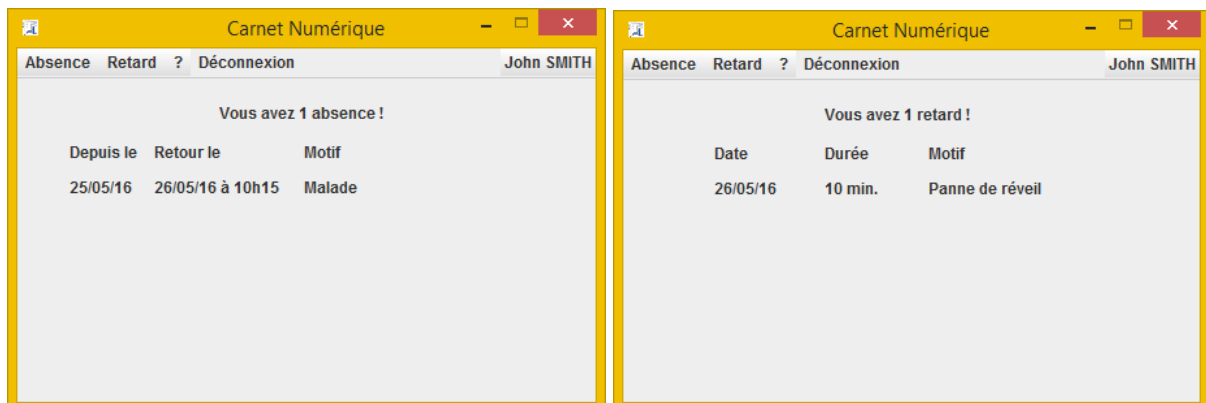 Carnet Numérique
Absence Retard ? Déconnexion John SMITH
Vous avez 1 absence !
Depuis le Retour le Motif
25/05/16 26/05/16 à 10h15 Malade
Carnet Numérique
Absence Retard ? Déconnexion John SMITH
Vous avez 1 retard !
Date Durée Motif
26/05/16 10 min. Panne de réveil